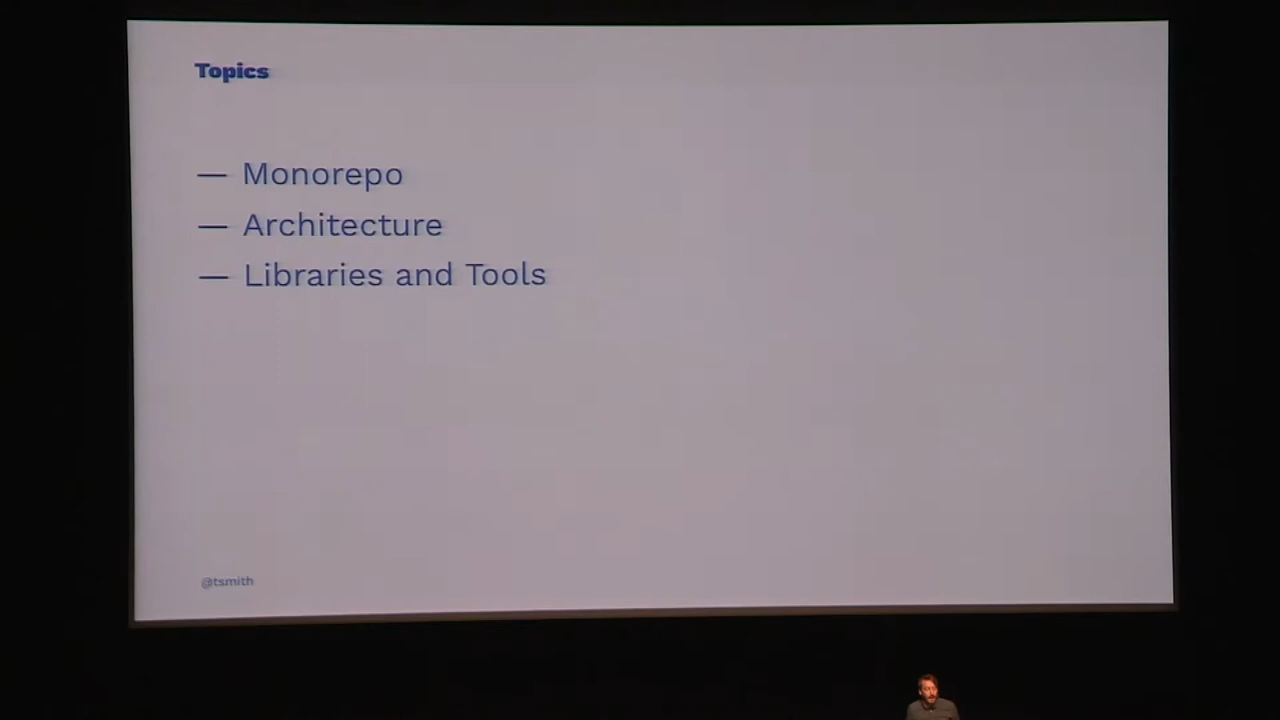 Topics
— Monorepo
— Architecture
— Libraries and Tools
@tsmith